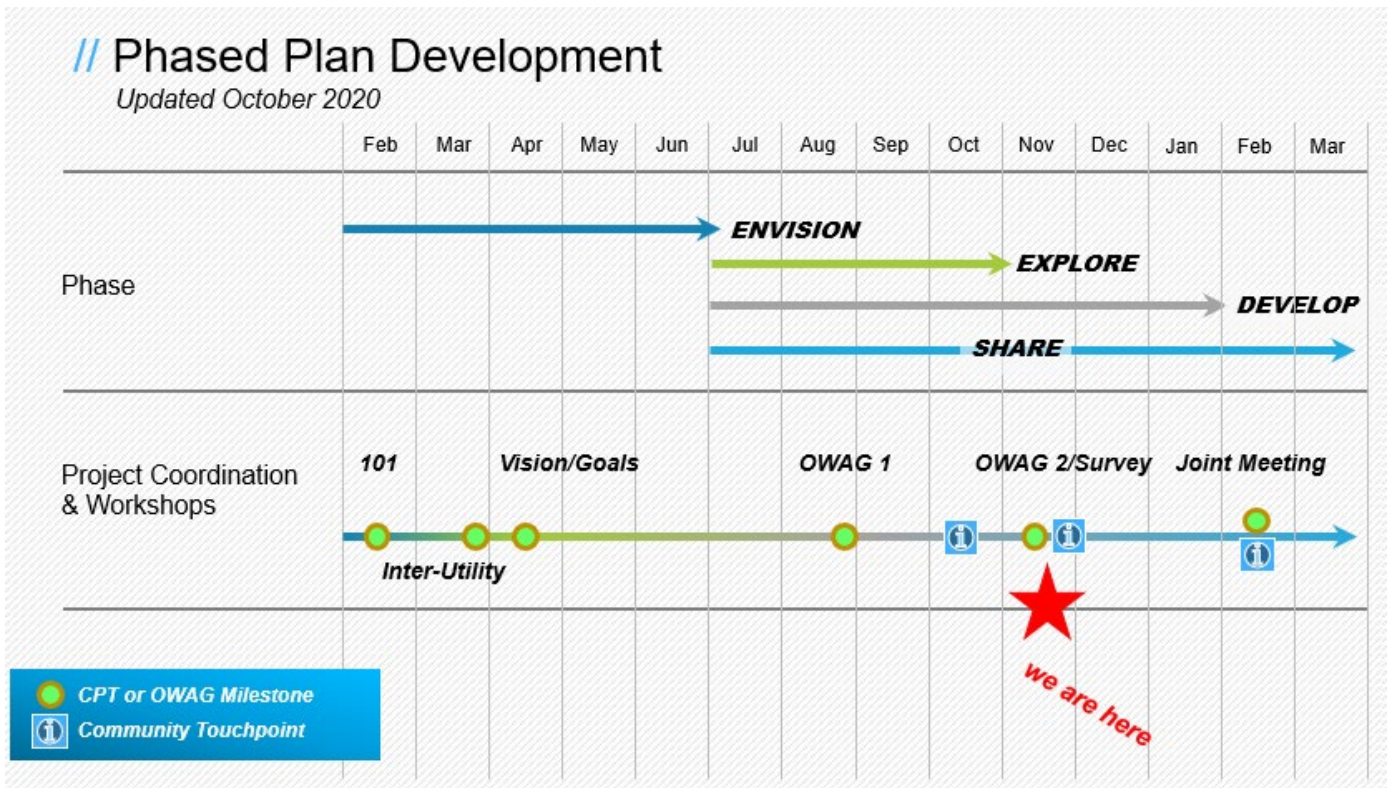 // Phased Plan Development
Updated October 2020
Feb Mar Apr May Jun Jul Aug Sep Oct Nov Dec Jan Feb Mar
Phase
ENVISION
EXPLORE
DEVELOP
SHARE
Project Coordination
& Workshops
101 Vision/Goals OWAG 1 OWAG 2/Survey Joint Meeting
Inter-Utility
we are here
CPT or OWAG Milestone
Community Touchpoint